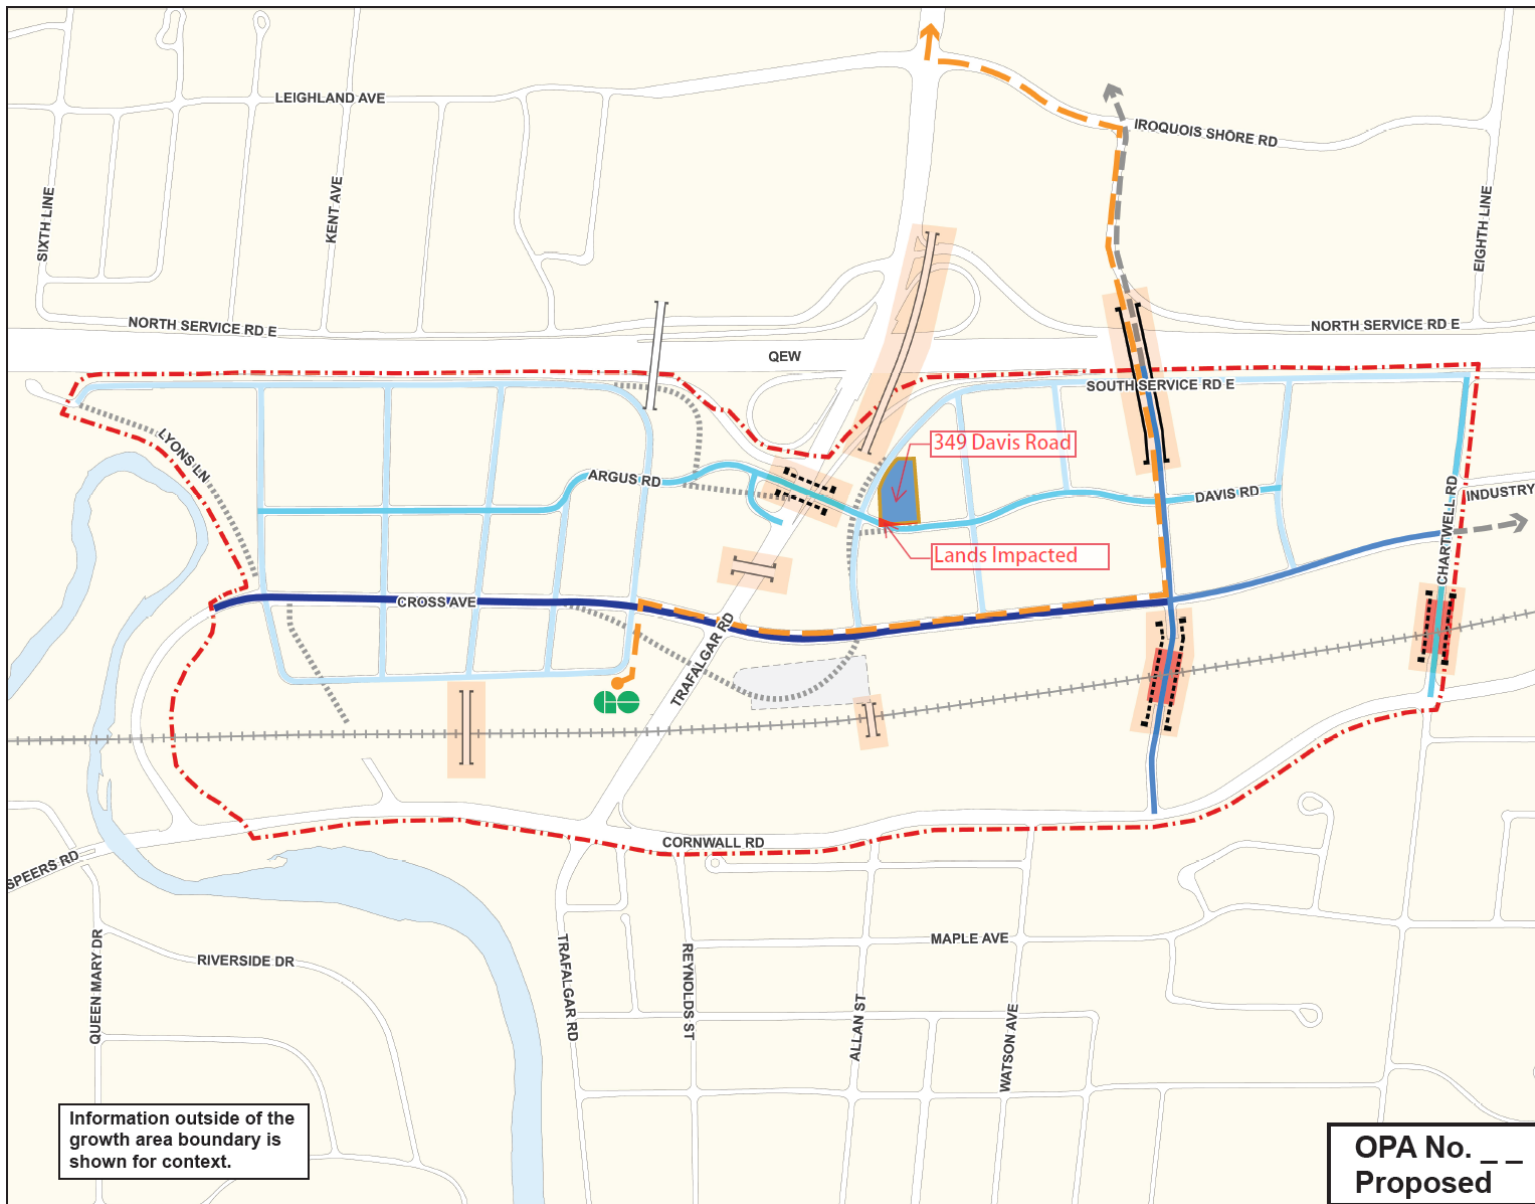 LEIGHLAND AVE
IROQUOIS SHORE RD
SIXTH LINE
KENT AVE
EIGHTH LINE
NORTH SERVICE RD E
NORTH SERVICE RD E
QEW
SOUTH SERVICE RD E
LYONS LN
349 Davis Road
ARGUS RD
DAVIS RD
INDUSTRY
CHARTWELL RD
Lands Impacted
CROSS AVE
TRAFALGAR RD
GO
CORNWALL RD
SPEERS RD
QUEEN MARY DR
RIVERSIDE DR
TRAFALGAR RD
REYNOLDS ST
MAPLE AVE
ALLAN ST
WATSON AVE
Information outside of the
growth area boundary is
shown for context.
OPA No. _ _
Proposed